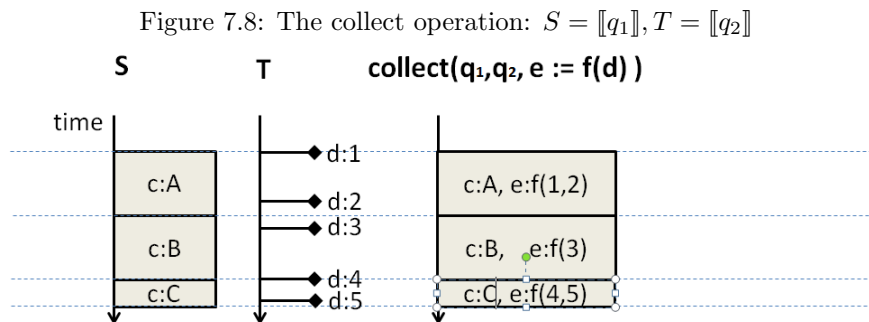 Figure 7.8: The collect operation: S = ⟦q₁⟧, T = ⟦q₂⟧
S T collect(q₁,q₂, e := f(d) )
time
d:1
c:A c:A, e:f(1,2)
d:2
d:3
c:B c:B, e:f(3)
d:4
c:C c:C, e:f(4,5)
d:5